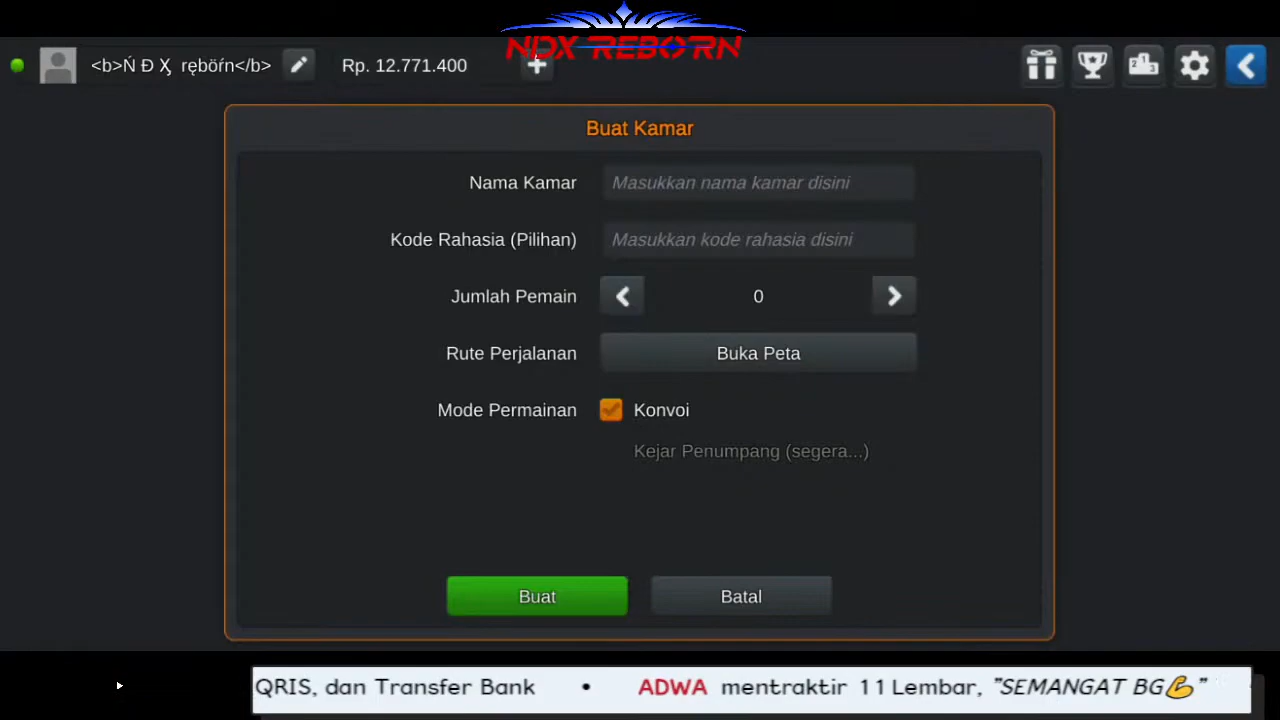 NDX REBORN
<b>Ń Đ Ӽ ręböŕn</b>
Rp. 12.771.400
Buat Kamar
Nama Kamar
Masukkan nama kamar disini
Kode Rahasia (Pilihan)
Masukkan kode rahasia disini
Jumlah Pemain
0
Rute Perjalanan
Buka Peta
Mode Permainan
Konvoi
Kejar Penumpang (segera...)
Buat
Batal
QRIS, dan Transfer Bank • ADWA mentraktir 11 Lembar, "SEMANGAT BG💪"